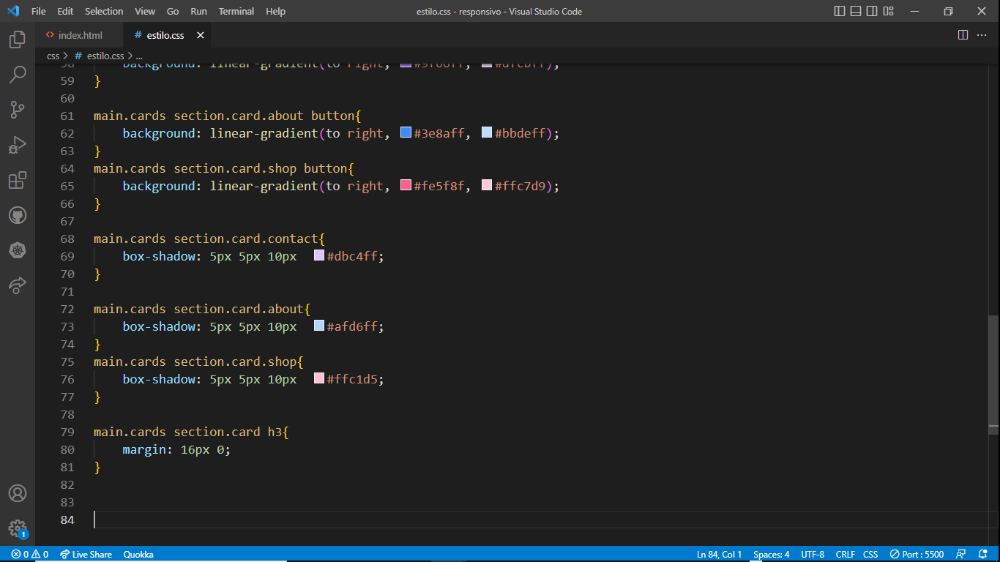 File Edit Selection View Go Run Terminal Help estilo.css - responsivo - Visual Studio Code
<> index.html # estilo.css ×
css > # estilo.css > ...
58 background: linear-gradient(to right, #9f66ff, #dfcbff);
59 }
60
61 main.cards section.card.about button{
62 background: linear-gradient(to right, #3e8aff, #bbdeff);
63 }
64 main.cards section.card.shop button{
65 background: linear-gradient(to right, #fe5f8f, #ffc7d9);
66 }
67
68 main.cards section.card.contact{
69 box-shadow: 5px 5px 10px #dbc4ff;
70 }
71
72 main.cards section.card.about{
73 box-shadow: 5px 5px 10px #afd6ff;
74 }
75 main.cards section.card.shop{
76 box-shadow: 5px 5px 10px #ffc1d5;
77 }
78
79 main.cards section.card h3{
80 margin: 16px 0;
81 }
82
83
84
1
0 0 Live Share Quokka Ln 84, Col 1 Spaces: 4 UTF-8 CRLF CSS Port : 5500